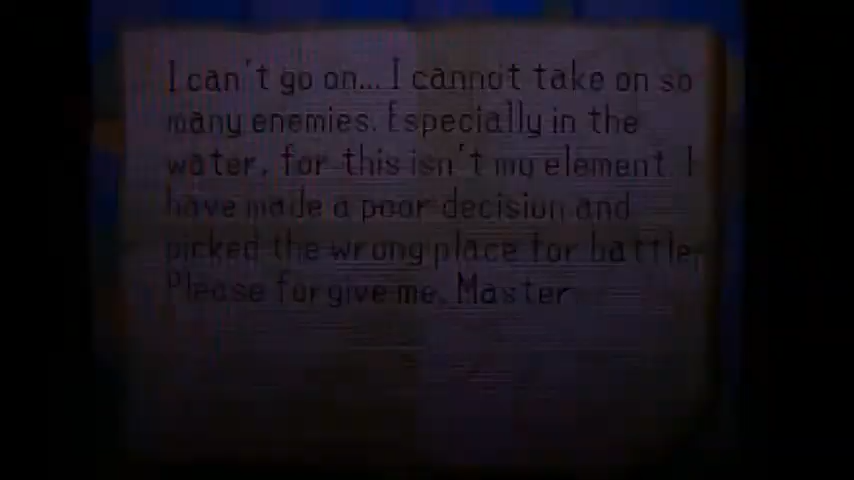 I can't go on... I cannot take on so
many enemies. Especially in the
water, for this isn't my element. I
have made a poor decision and
picked the wrong place for battle.
Please forgive me, Master